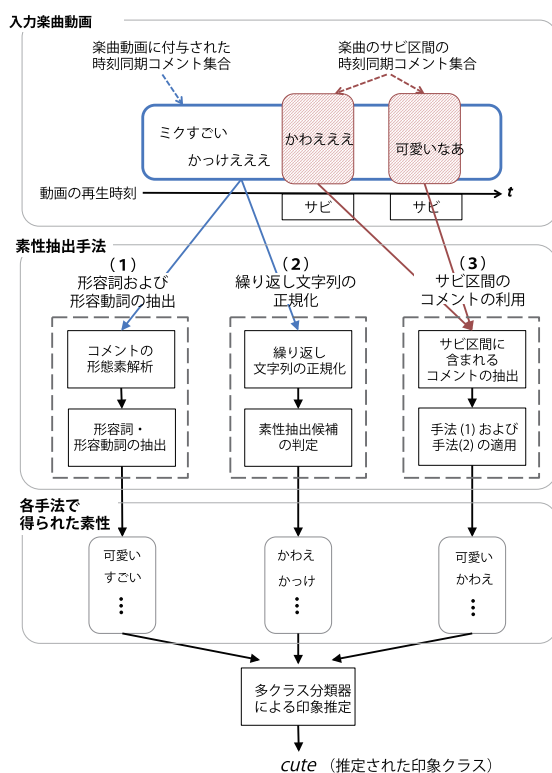 入力楽曲動画
楽曲動画に付与された
時刻同期コメント集合
楽曲のサビ区間の
時刻同期コメント集合
ミクすごい
かっけえええ
かわえええ
可愛いなあ
動画の再生時刻
t
サビ
サビ
素性抽出手法
(1)
形容詞および
形容動詞の抽出
(2)
繰り返し文字列の
正規化
(3)
サビ区間の
コメントの利用
コメントの
形態素解析
形容詞・
形容動詞の抽出
繰り返し
文字列の正規化
素性抽出候補
の判定
サビ区間に
含まれる
コメントの抽出
手法 (1) および
手法(2) の適用
各手法で
得られた素性
可愛い
すごい
⋮
かわえ
かっけ
⋮
可愛い
かわえ
⋮
多クラス分類器
による印象推定
cute (推定された印象クラス)